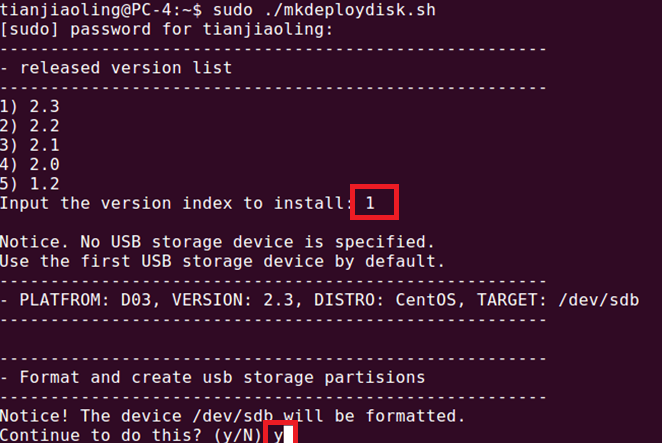 tianjiaoling@PC-4:~$ sudo ./mkdeploydisk.sh
[sudo] password for tianjiaoling:
------------------------------------------------------
- released version list
------------------------------------------------------
1) 2.3
2) 2.2
3) 2.1
4) 2.0
5) 1.2
Input the version index to install: 1
Notice. No USB storage device is specified.
Use the first USB storage device by default.
------------------------------------------------------
- PLATFROM: D03, VERSION: 2.3, DISTRO: CentOS, TARGET: /dev/sdb
------------------------------------------------------
------------------------------------------------------
- Format and create usb storage partitions
------------------------------------------------------
Notice! The device /dev/sdb will be formatted.
Continue to do this? (y/N) y